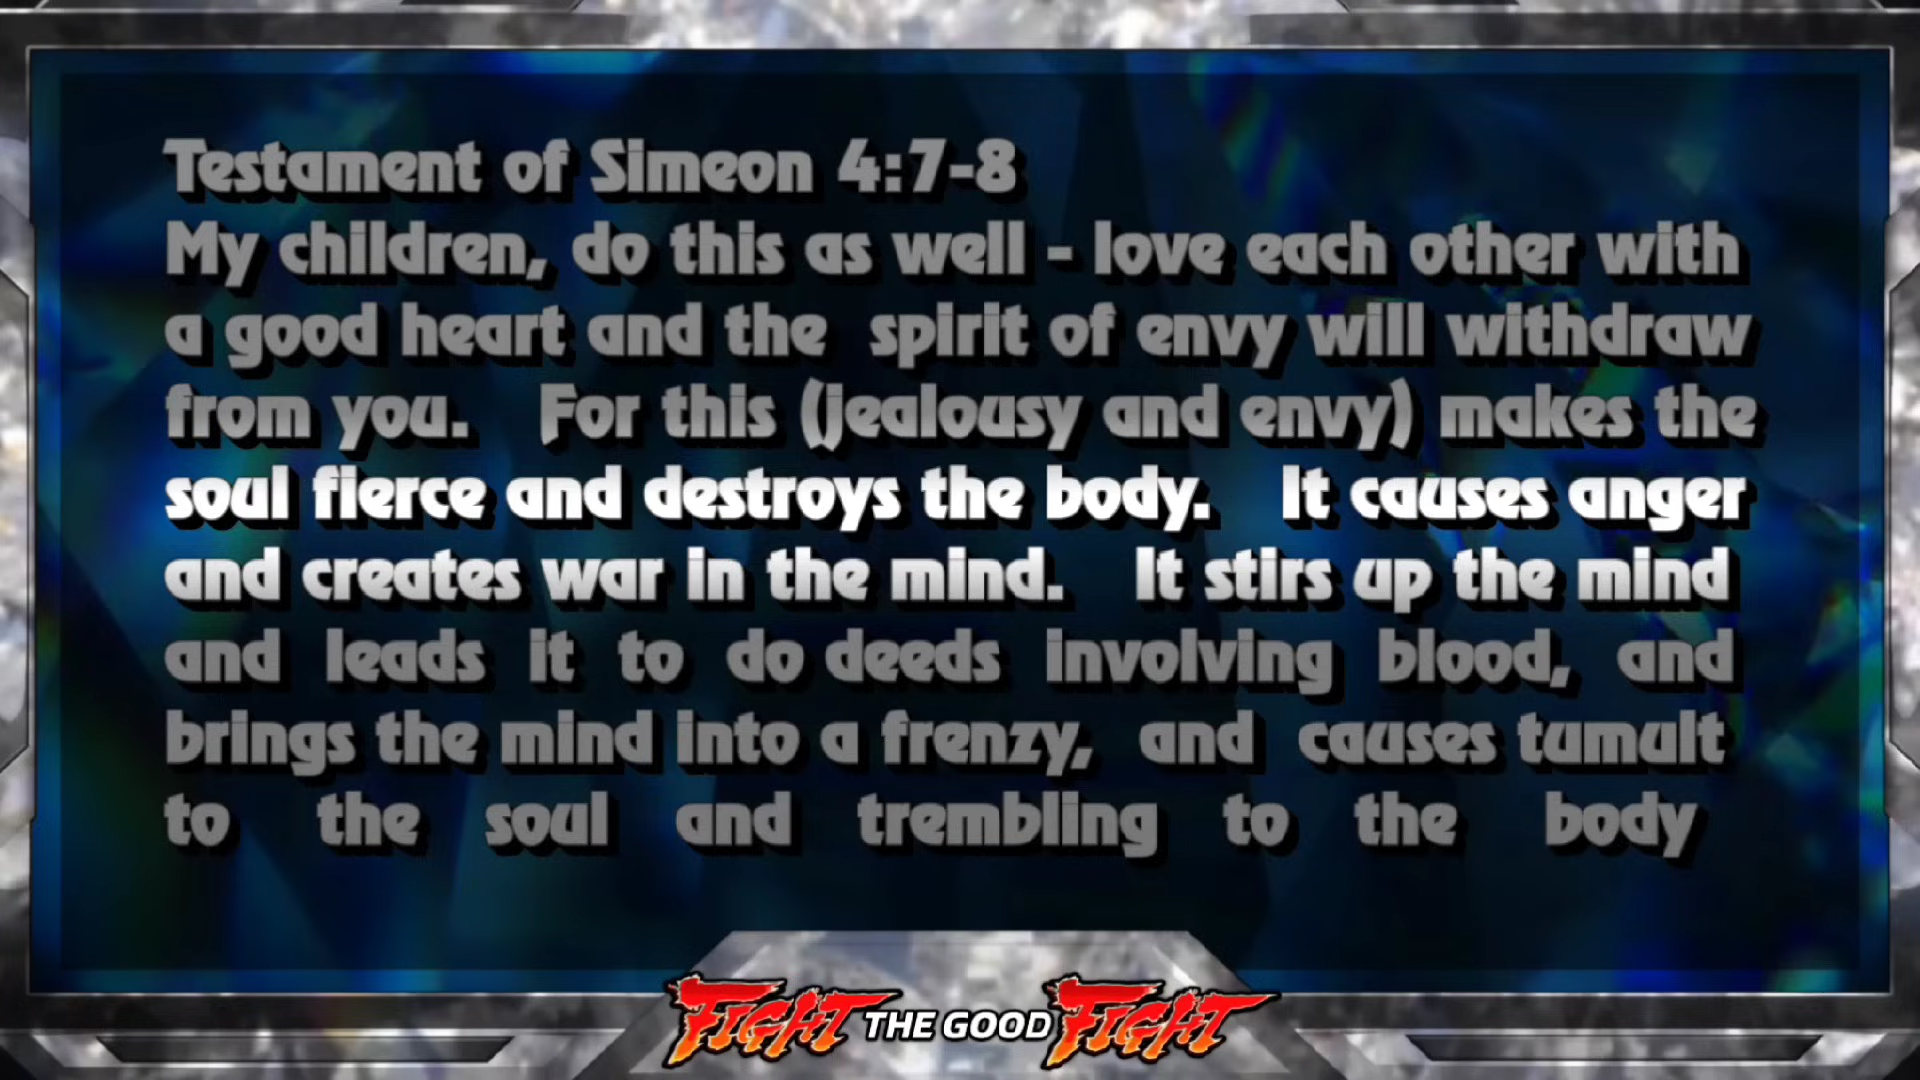 Testament of Simeon 4:7-8
My children, do this as well - love each other with
a good heart and the spirit of envy will withdraw
from you. For this (jealousy and envy) makes the
soul fierce and destroys the body. It causes anger
and creates war in the mind. It stirs up the mind
and leads it to do deeds involving blood, and
brings the mind into a frenzy, and causes tumult
to the soul and trembling to the body
FIGHT THE GOOD FIGHT